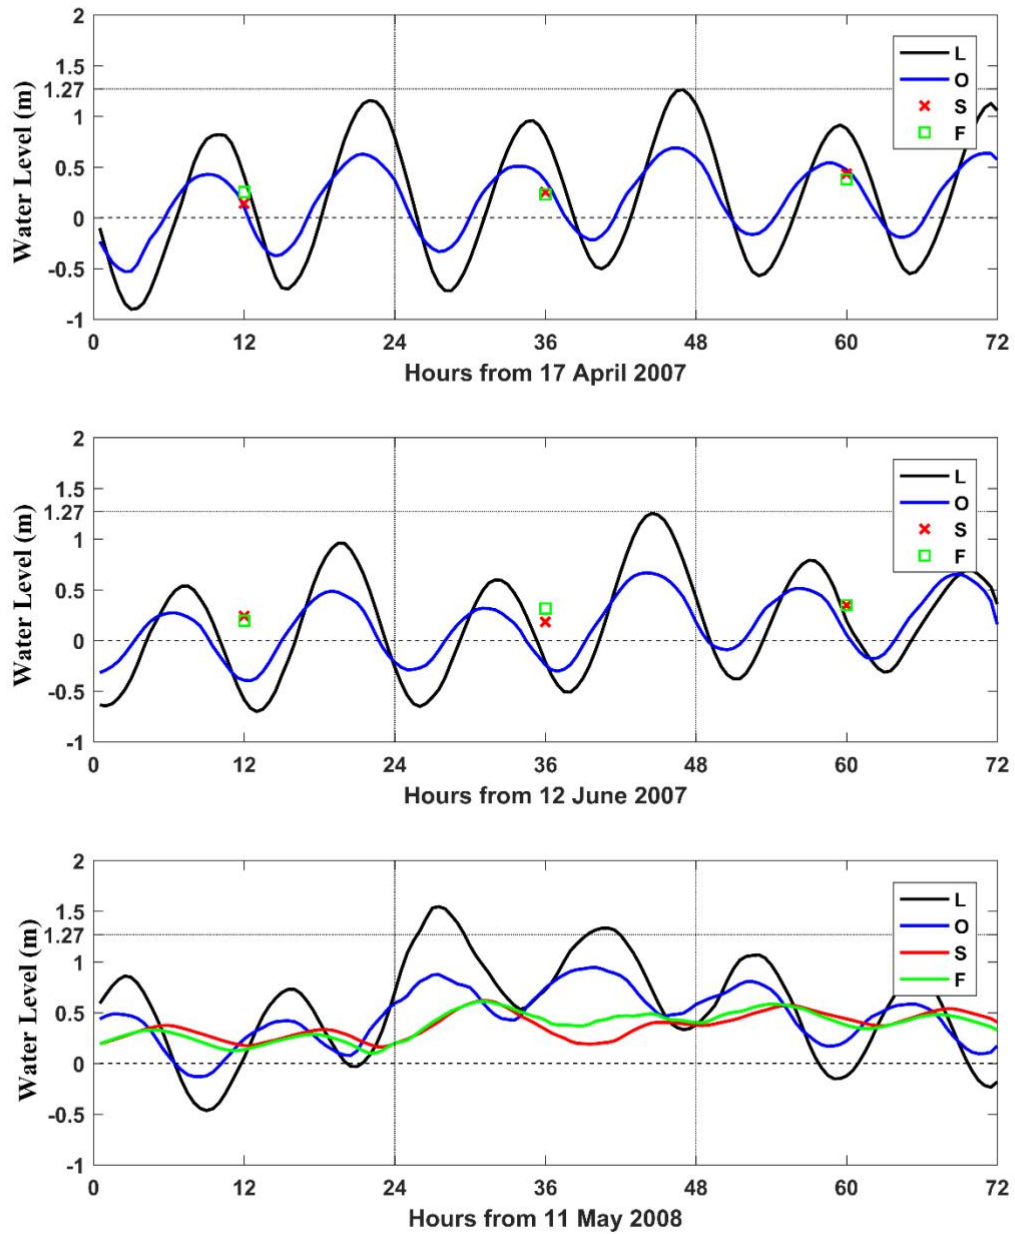 2
1.5
1.27
1
0.5
0
-0.5
-1
Water Level (m)
L
O
S
F
0 12 24 36 48 60 72
Hours from 17 April 2007
2
1.5
1.27
1
0.5
0
-0.5
-1
Water Level (m)
L
O
S
F
0 12 24 36 48 60 72
Hours from 12 June 2007
2
1.5
1.27
1
0.5
0
-0.5
-1
Water Level (m)
L
O
S
F
0 12 24 36 48 60 72
Hours from 11 May 2008